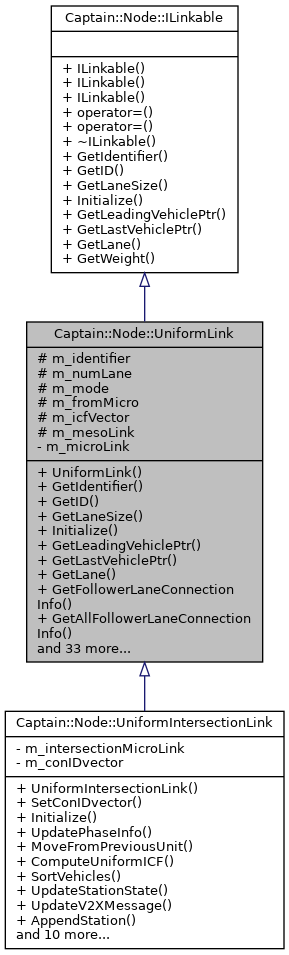 Captain::Node::ILinkable
+ ILinkable()
+ ILinkable()
+ ILinkable()
+ operator=()
+ operator=()
+ ~ILinkable()
+ GetIdentifier()
+ GetID()
+ GetLaneSize()
+ Initialize()
+ GetLeadingVehiclePtr()
+ GetLastVehiclePtr()
+ GetLane()
+ GetWeight()
Captain::Node::UniformLink
# m_identifier
# m_numLane
# m_mode
# m_fromMicro
# m_icfVector
# m_mesoLink
- m_microLink
+ UniformLink()
+ GetIdentifier()
+ GetID()
+ GetLaneSize()
+ Initialize()
+ GetLeadingVehiclePtr()
+ GetLastVehiclePtr()
+ GetLane()
+ GetFollowerLaneConnection
Info()
+ GetAllFollowerLaneConnection
Info()
and 33 more...
Captain::Node::UniformIntersectionLink
- m_intersectionMicroLink
- m_conIDvector
+ UniformIntersectionLink()
+ SetConIDvector()
+ Initialize()
+ UpdatePhaseInfo()
+ MoveFromPreviousUnit()
+ ComputeUniformICF()
+ SortVehicles()
+ UpdateStationState()
+ UpdateV2XMessage()
+ AppendStation()
and 10 more...